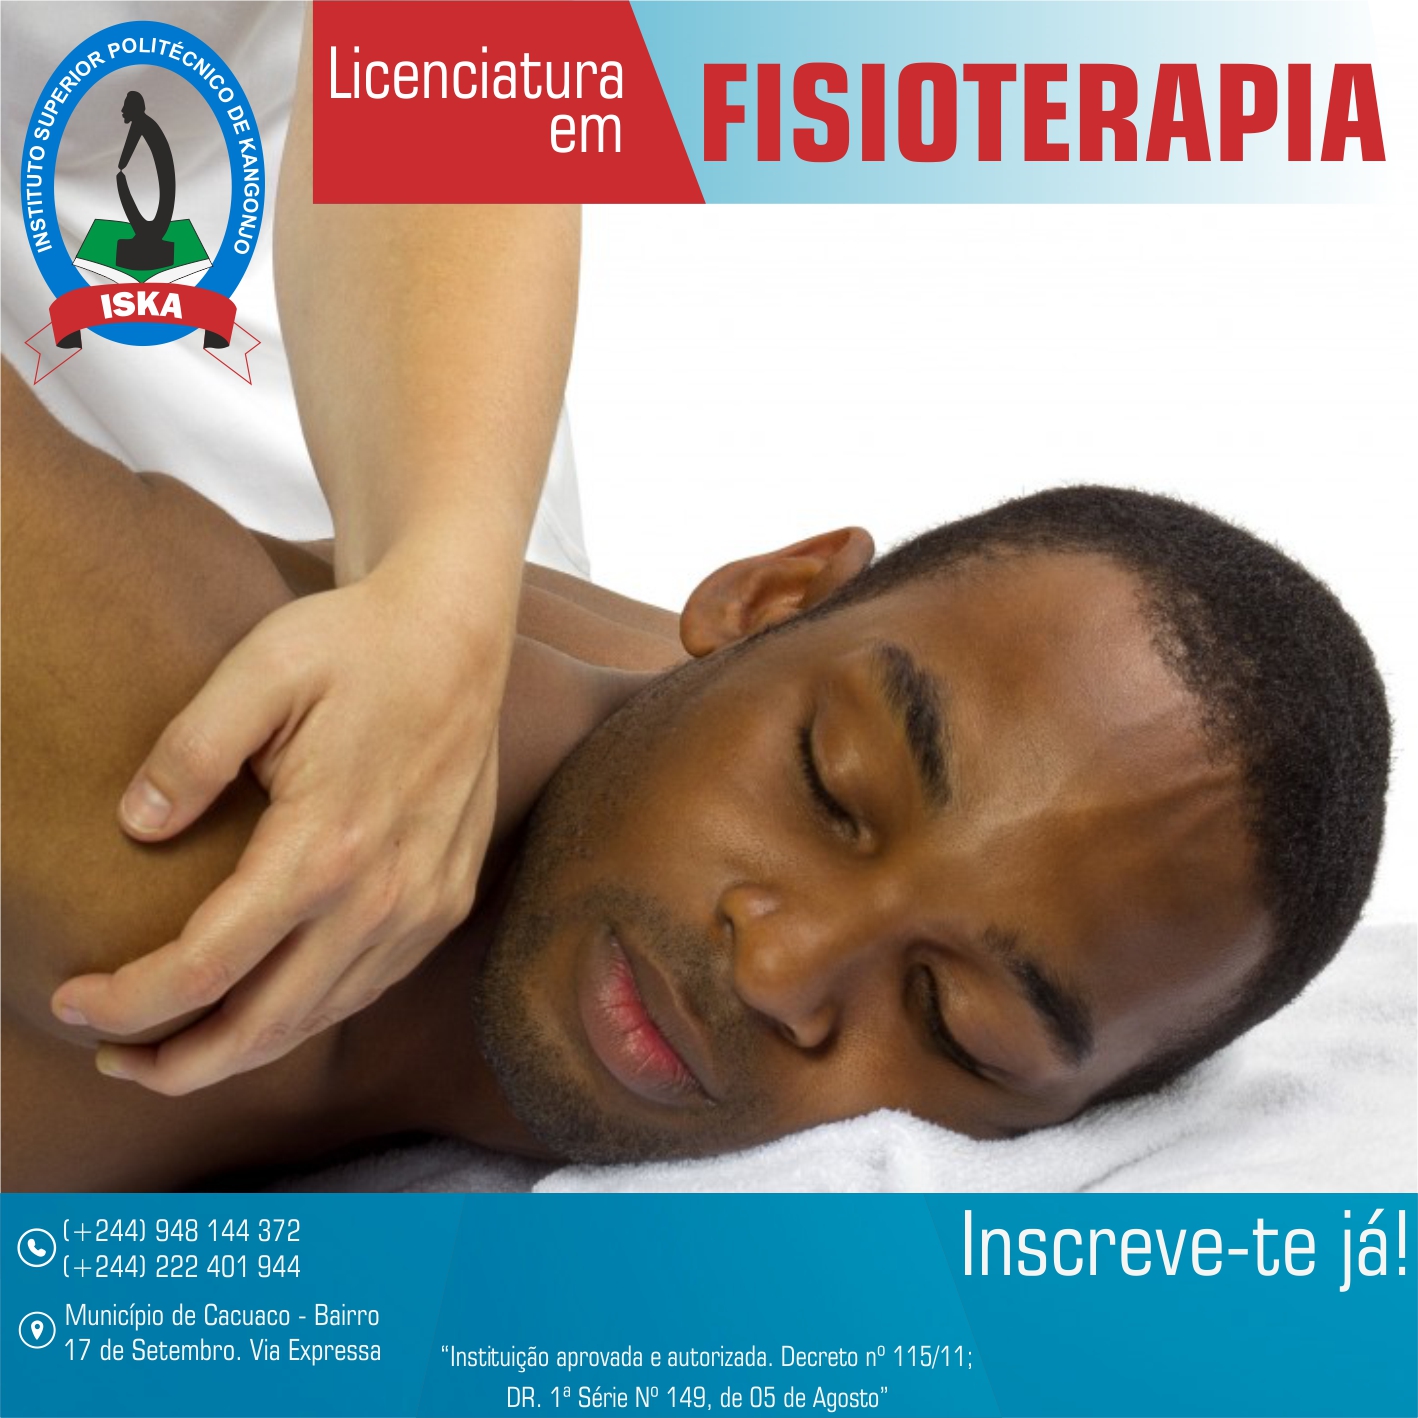 INSTITUTO SUPERIOR POLITÉCNICO DE KANGONJO
ISKA
Licenciatura
em
FISIOTERAPIA
(+244) 948 144 372
(+244) 222 401 944
Município de Cacuaco - Bairro
17 de Setembro. Via Expressa
Inscreve-te já!
“Instituição aprovada e autorizada. Decreto nº 115/11;
DR. 1ª Série Nº 149, de 05 de Agosto”